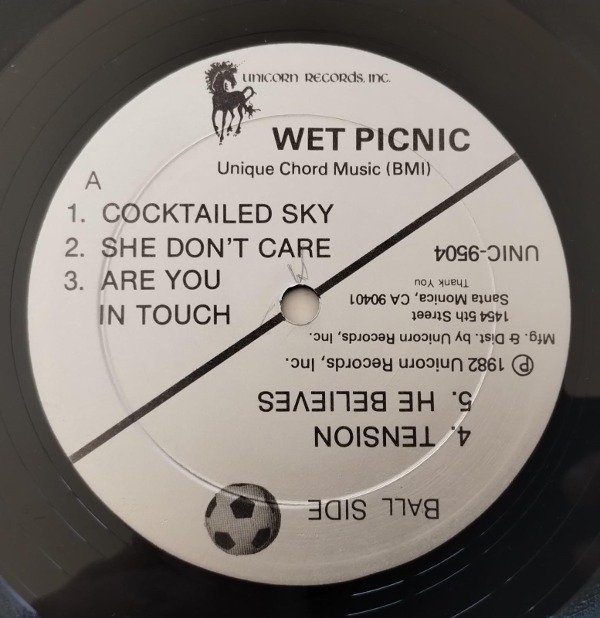 UNICORN RECORDS, INC.
WET PICNIC
Unique Chord Music (BMI)
A
1. COCKTAILED SKY
2. SHE DON'T CARE
3. ARE YOU
IN TOUCH
BALL SIDE
4. TENSION
5. HE BELIEVES
℗ 1982 Unicorn Records, Inc.
Mfg. & Dist. by Unicorn Records, Inc.
1454 5th Street
Santa Monica, CA 90401
Thank You
UNIC-9504